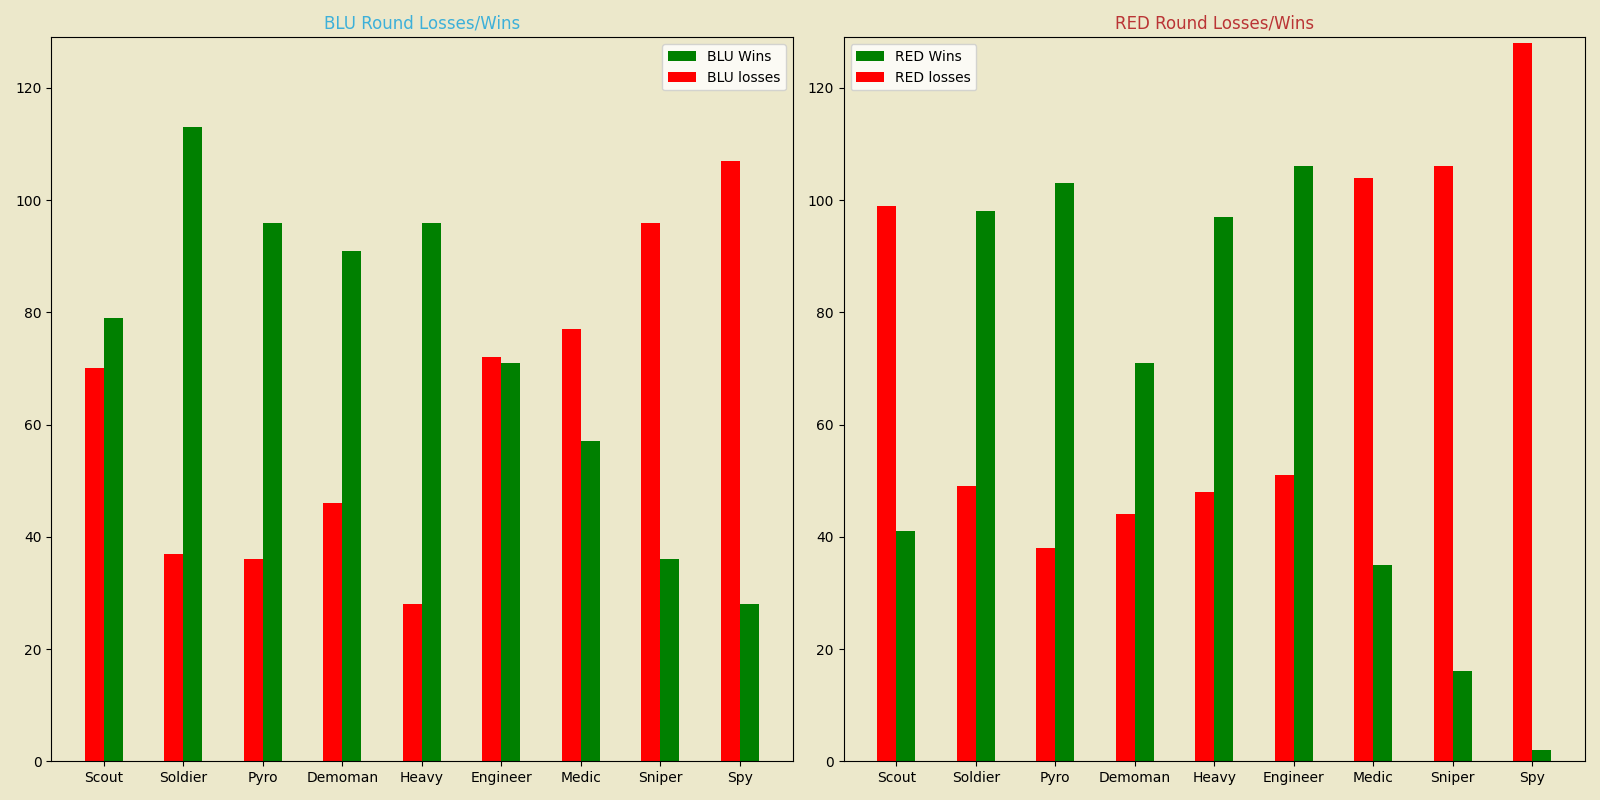 BLU Round Losses/Wins
BLU Wins
BLU losses
120
100
80
60
40
20
0
Scout Soldier Pyro Demoman Heavy Engineer Medic Sniper Spy
RED Round Losses/Wins
RED Wins
RED losses
120
100
80
60
40
20
0
Scout Soldier Pyro Demoman Heavy Engineer Medic Sniper Spy